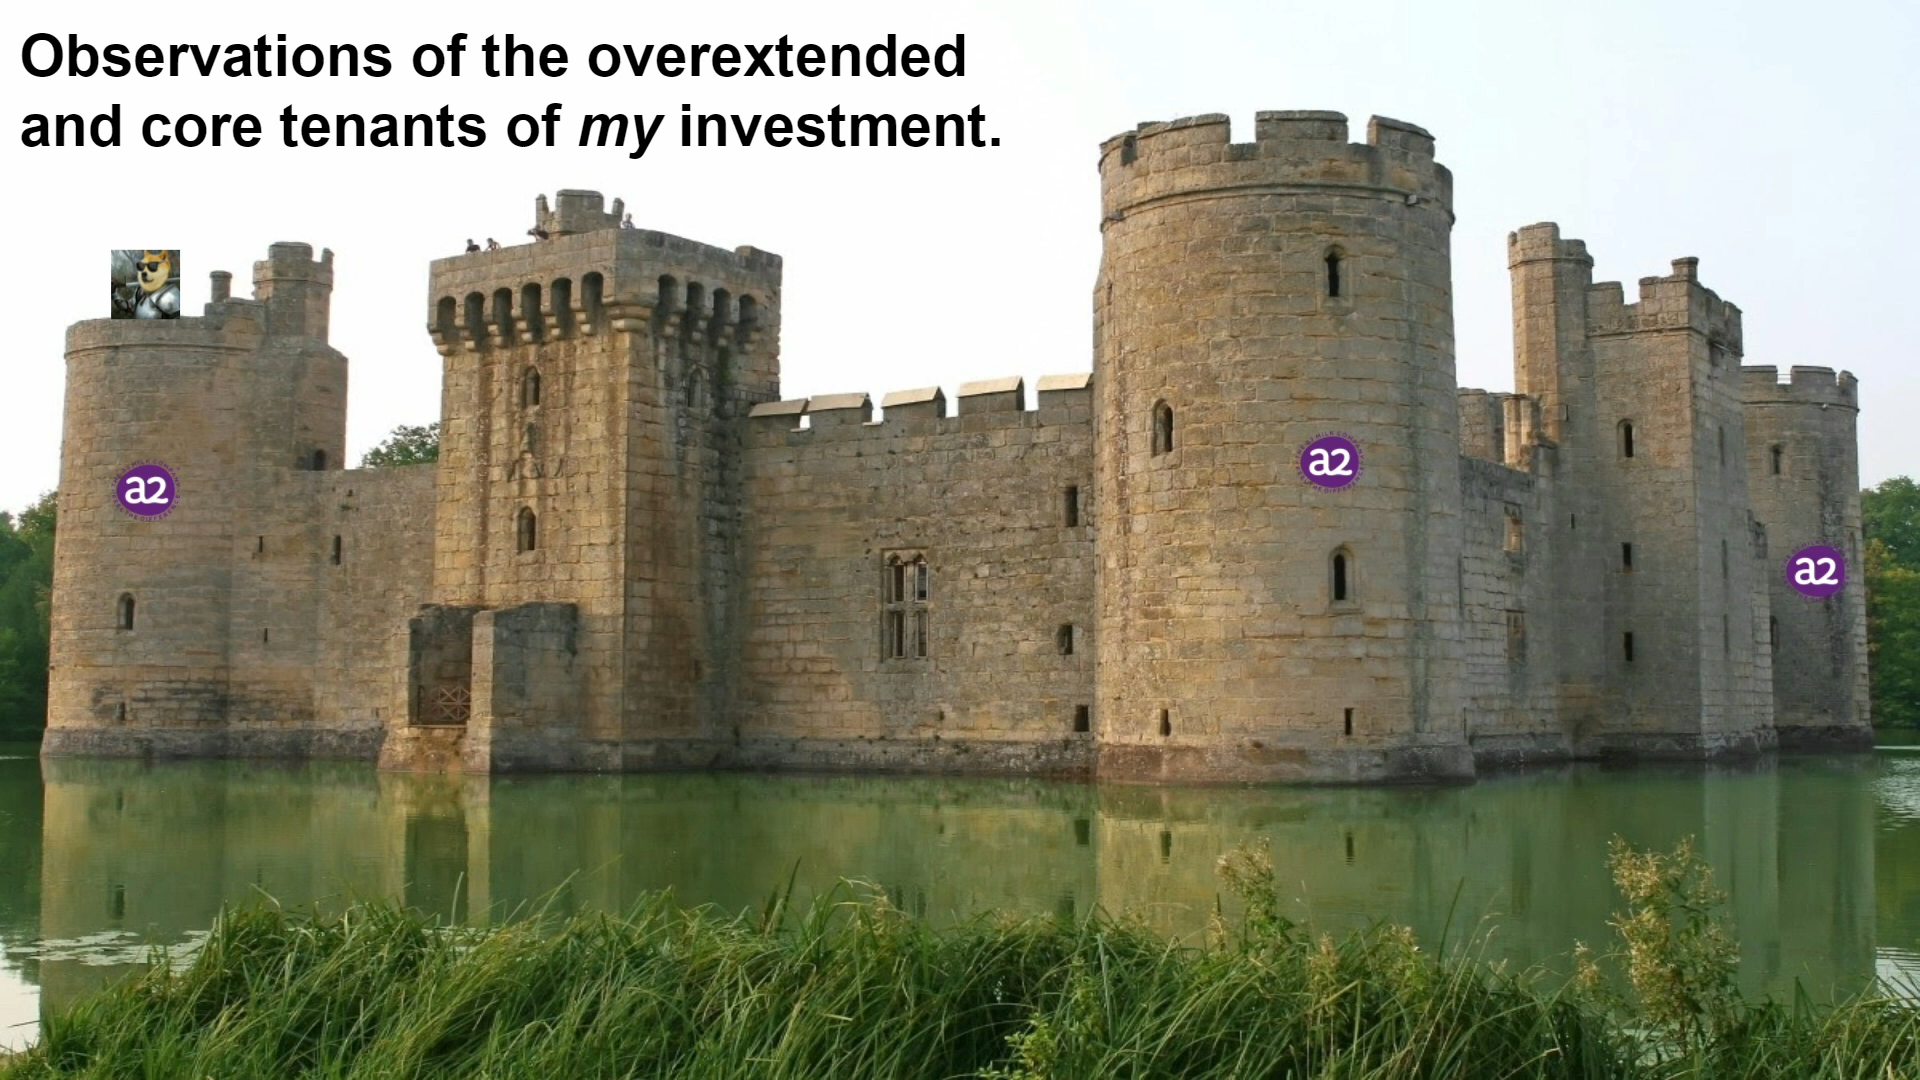 Observations of the overextended
and core tenants of my investment.
a2
a2
a2